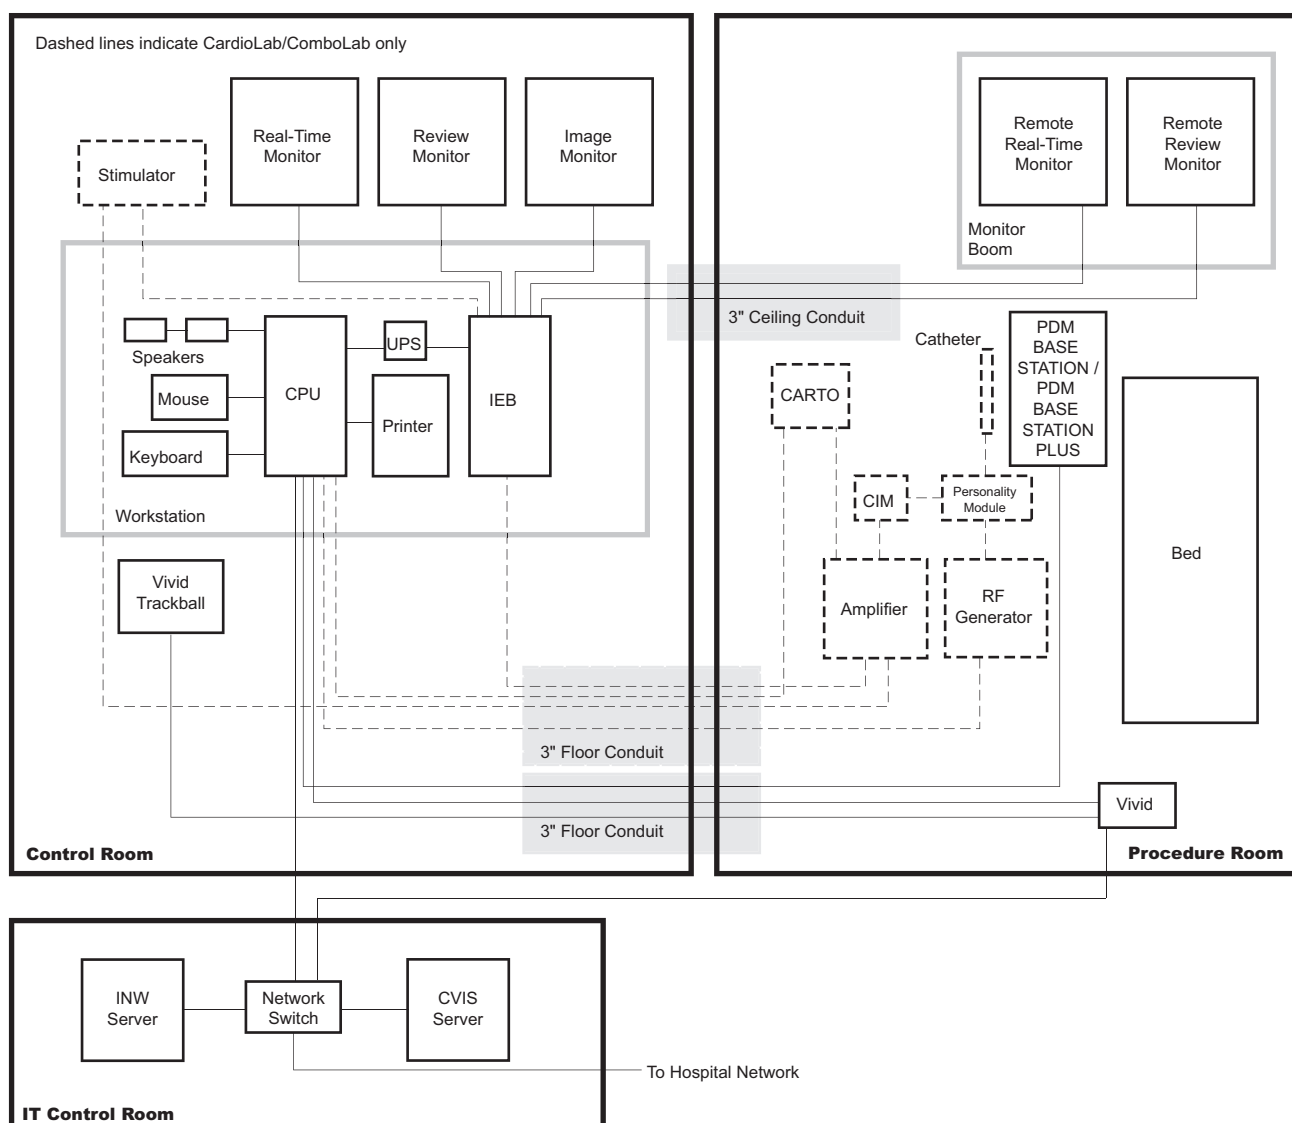 Dashed lines indicate CardioLab/ComboLab only
Stimulator
Real-Time
Monitor
Review
Monitor
Image
Monitor
Remote
Real-Time
Monitor
Remote
Review
Monitor
Monitor
Boom
3" Ceiling Conduit
Speakers
Mouse
Keyboard
CPU
UPS
Printer
IEB
Workstation
Vivid
Trackball
Catheter
PDM
BASE
STATION /
PDM
BASE
STATION
PLUS
CARTO
CIM
Personality
Module
Amplifier
RF
Generator
Bed
3" Floor Conduit
3" Floor Conduit
Vivid
Control Room
Procedure Room
INW
Server
Network
Switch
CVIS
Server
To Hospital Network
IT Control Room